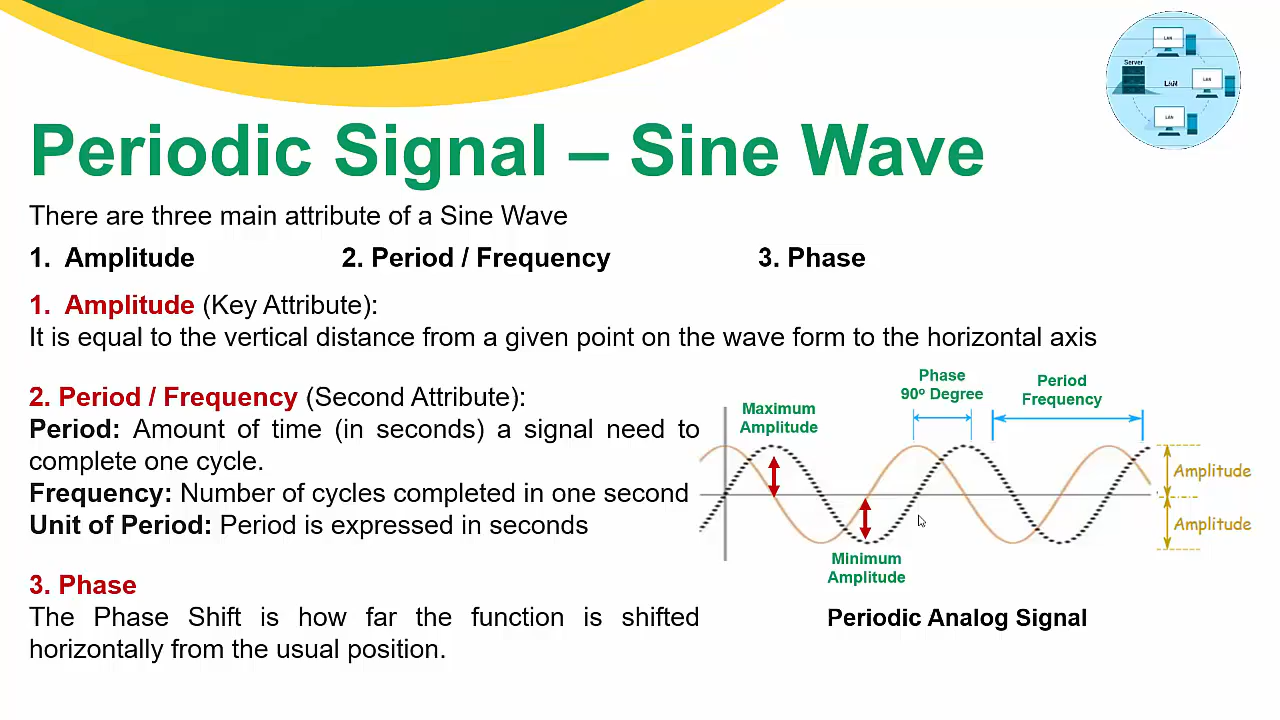 Server
LAN
LAN
LAN
LAN
Periodic Signal – Sine Wave
There are three main attribute of a Sine Wave
1. Amplitude 2. Period / Frequency 3. Phase
1. Amplitude (Key Attribute):
It is equal to the vertical distance from a given point on the wave form to the horizontal axis
2. Period / Frequency (Second Attribute):
Period: Amount of time (in seconds) a signal need to
complete one cycle.
Frequency: Number of cycles completed in one second
Unit of Period: Period is expressed in seconds
3. Phase
The Phase Shift is how far the function is shifted
horizontally from the usual position.
Maximum
Amplitude
Phase
90º Degree
Period
Frequency
Amplitude
Amplitude
Minimum
Amplitude
Periodic Analog Signal